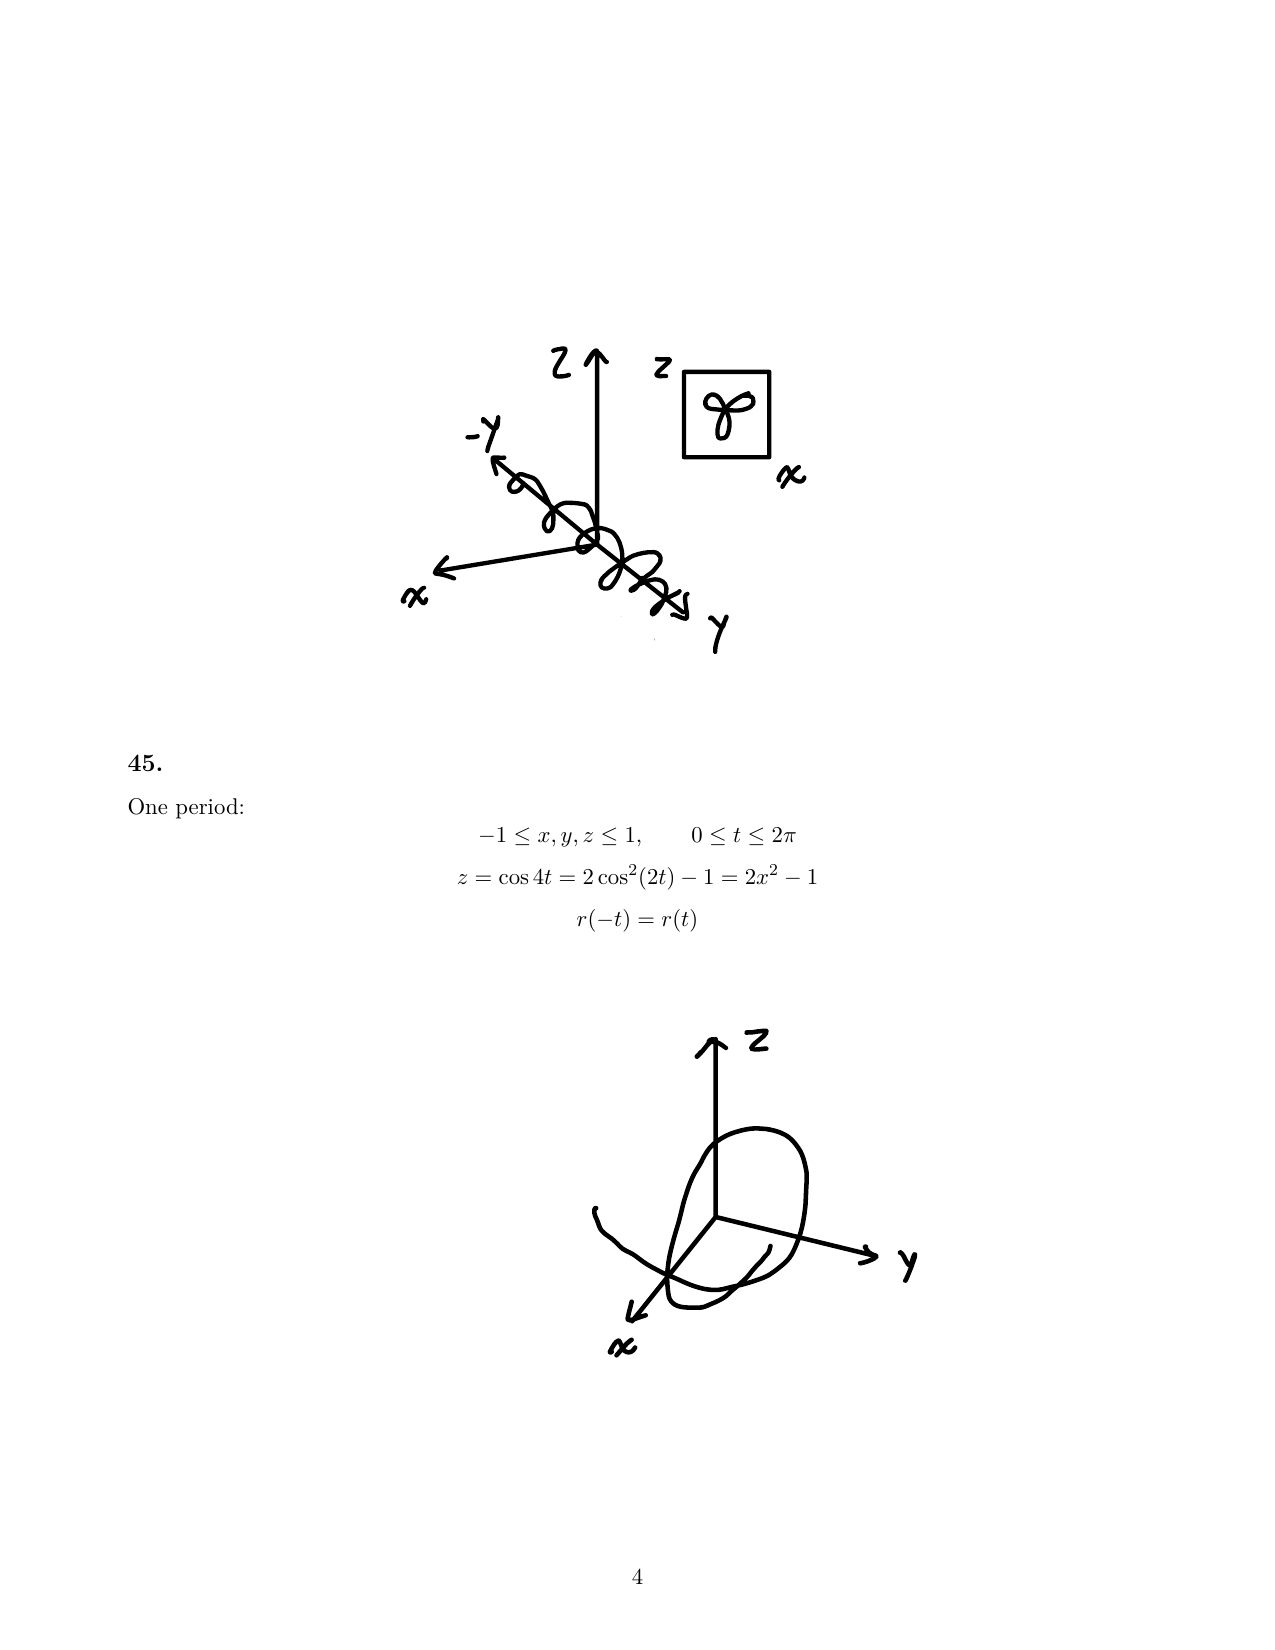 z
z
-y
x
x
y
45.
One period:
−1 ≤ x, y, z ≤ 1, 0 ≤ t ≤ 2π
z = cos 4t = 2 cos²(2t) − 1 = 2x² − 1
r(−t) = r(t)
z
y
x
4